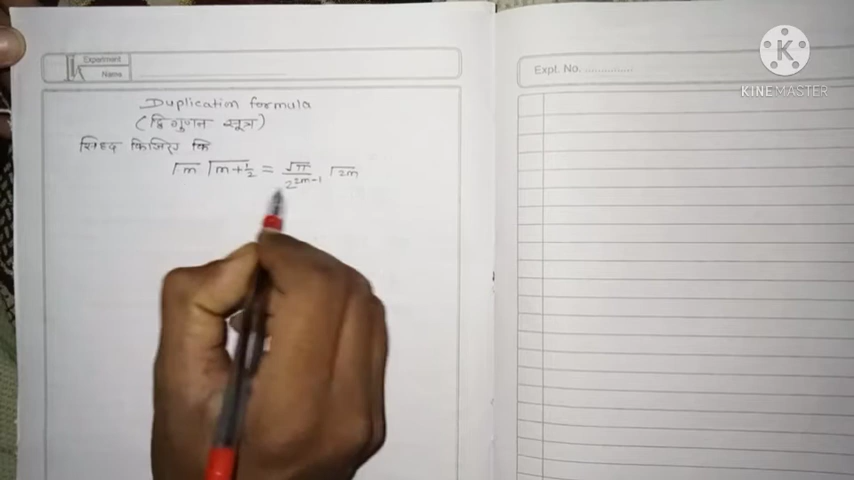 Experiment
Name
Expt. No. ..............
K
KINEMASTER
Duplication formula
(द्विगुणन सूत्र)
सिध्द किजिए कि
Γm Γm+1/2 = √π/2^2m-1 Γ2m